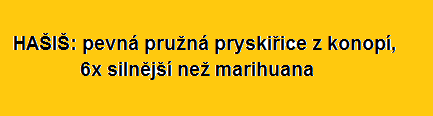 HAŠIŠ: pevná pružná pryskiřice z konopí,
6x silnější než marihuana